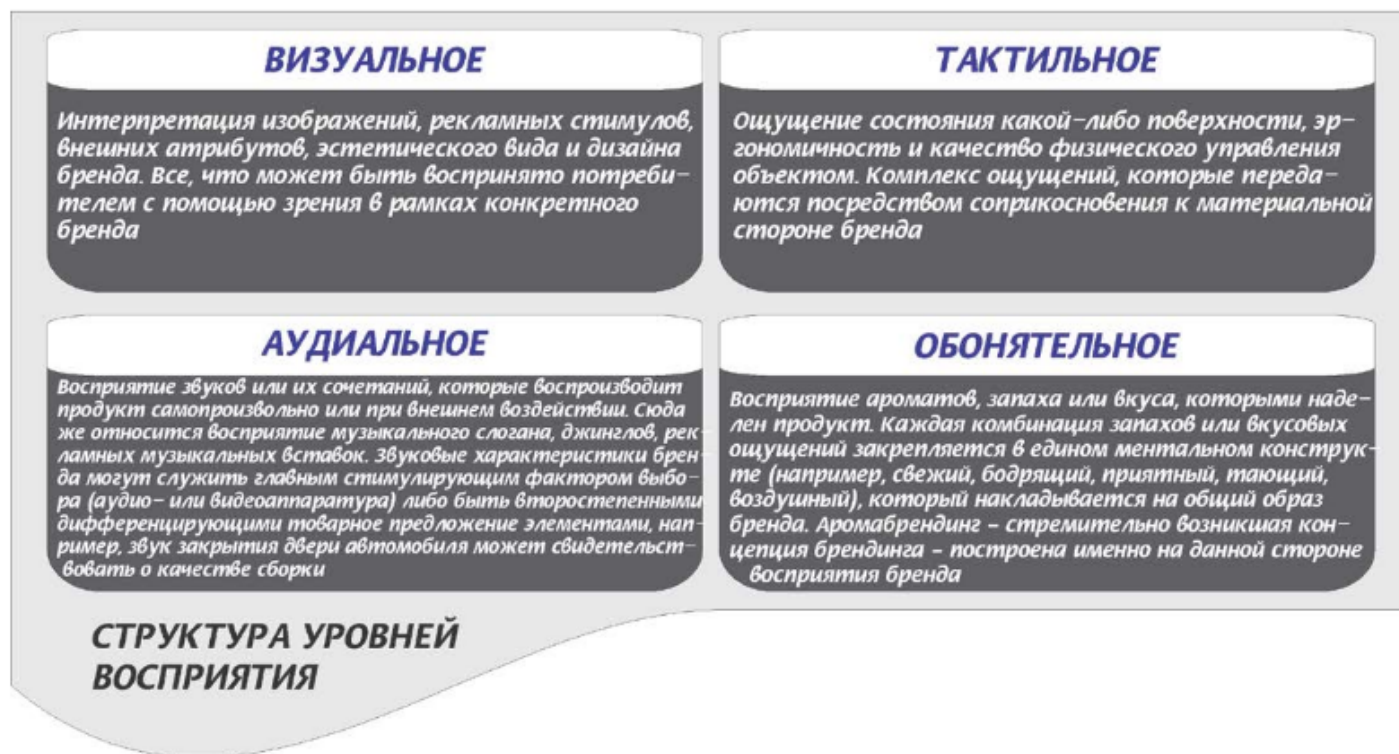 ВИЗУАЛЬНОЕ
Интерпретация изображений, рекламных стимулов,
внешних атрибутов, эстетического вида и дизайна
бренда. Все, что может быть воспринято потреби-
телем с помощью зрения в рамках конкретного
бренда
ТАКТИЛЬНОЕ
Ощущение состояния какой-либо поверхности, эр-
гономичность и качество физического управления
объектом. Комплекс ощущений, которые переда-
ются посредством соприкосновения к материальной
стороне бренда
АУДИАЛЬНОЕ
Восприятие звуков или их сочетаний, которые воспроизводит
продукт самопроизвольно или при внешнем воздействии. Сюда
же относится восприятие музыкального слогана, джинглов, рек-
ламных музыкальных вставок. Звуковые характеристики брен-
да могут служить главным стимулирующим фактором выбо-
ра (аудио- или видеоаппаратура) либо быть второстепенными
дифференцирующими товарное предложение элементами, нап-
ример, звук закрытия двери автомобиля может свидетельст-
вовать о качестве сборки
ОБОНЯТЕЛЬНОЕ
Восприятие ароматов, запаха или вкуса, которыми наде-
лен продукт. Каждая комбинация запахов или вкусовых
ощущений закрепляется в едином ментальном конструк-
те (например, свежий, бодрящий, приятный, тающий,
воздушный), который накладывается на общий образ
бренда. Аромабрендинг – стремительно возникшая кон-
цепция брендинга – построена именно на данной стороне
восприятия бренда
СТРУКТУРА УРОВНЕЙ
ВОСПРИЯТИЯ